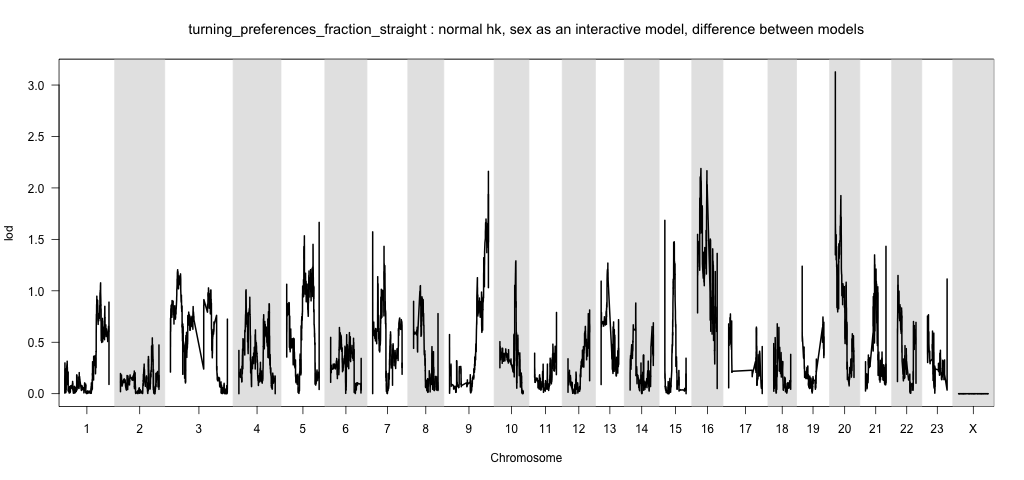 turning_preferences_fraction_straight : normal hk, sex as an interactive model, difference between models
lod
3.0
2.5
2.0
1.5
1.0
0.5
0.0
1 2 3 4 5 6 7 8 9 10 11 12 13 14 15 16 17 18 19 20 21 22 23 X
Chromosome